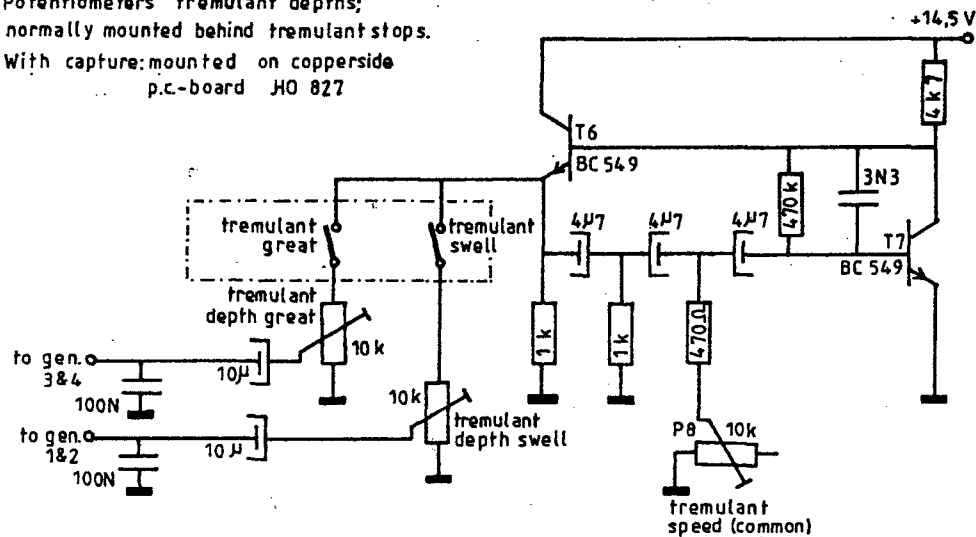 Potentiometers tremulant depths;
normally mounted behind tremulant stops.
With capture: mounted on copperside
p.c.-board HO 827
+14,5 V
4k7
T6
BC 549
3N3
470k
4µ7
4µ7
4µ7
T7
BC 549
tremulant
great
tremulant
swell
tremulant
depth great
10k
1k
1k
470Ω
to gen.
3&4
10µ
100N
10k
tremulant
depth swell
to gen.
1&2
10µ
100N
P8
10k
tremulant
speed (common)